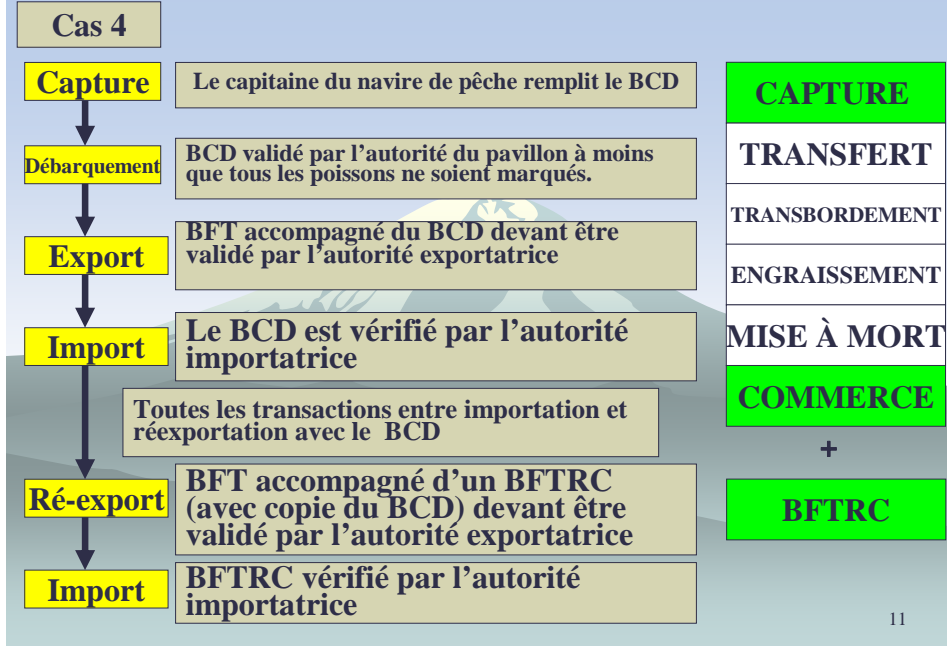 Cas 4
Capture
Le capitaine du navire de pêche remplit le BCD
Débarquement
BCD validé par l'autorité du pavillon à moins
que tous les poissons ne soient marqués.
Export
BFT accompagné du BCD devant être
validé par l'autorité exportatrice
Import
Le BCD est vérifié par l'autorité
importatrice
Toutes les transactions entre importation et
réexportation avec le BCD
Ré-export
BFT accompagné d'un BFTRC
(avec copie du BCD) devant être
validé par l'autorité exportatrice
Import
BFTRC vérifié par l'autorité
importatrice
CAPTURE
TRANSFERT
TRANSBORDEMENT
ENGRAISSEMENT
MISE À MORT
COMMERCE
+
BFTRC
11